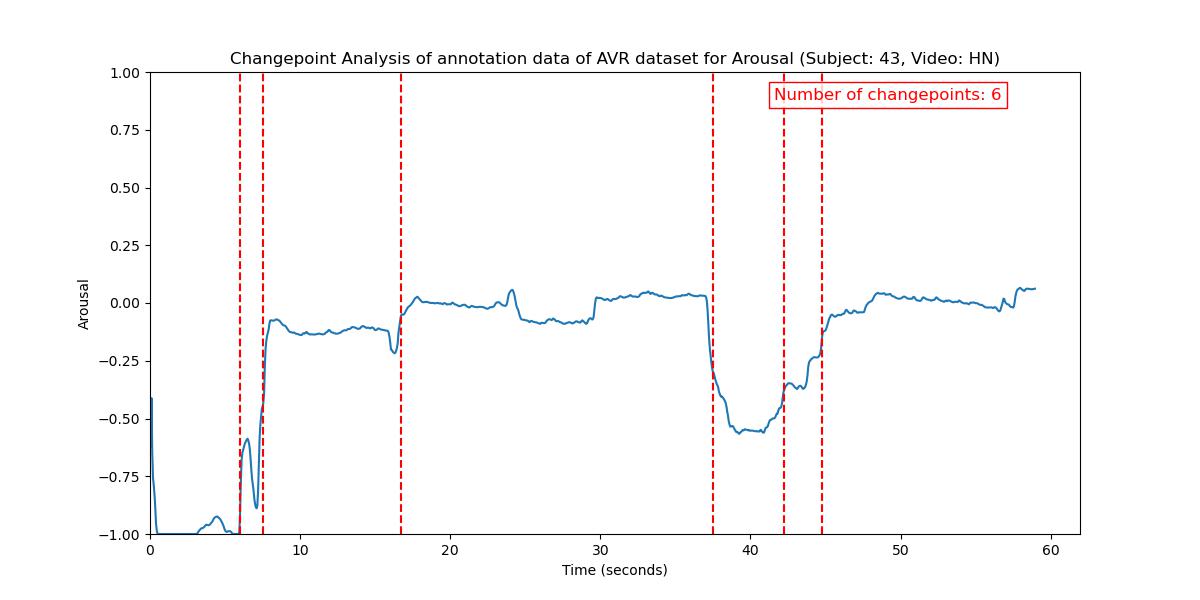 Changepoint Analysis of annotation data of AVR dataset for Arousal (Subject: 43, Video: HN)
Number of changepoints: 6
Arousal
1.00
0.75
0.50
0.25
0.00
−0.25
−0.50
−0.75
−1.00
0 10 20 30 40 50 60
Time (seconds)